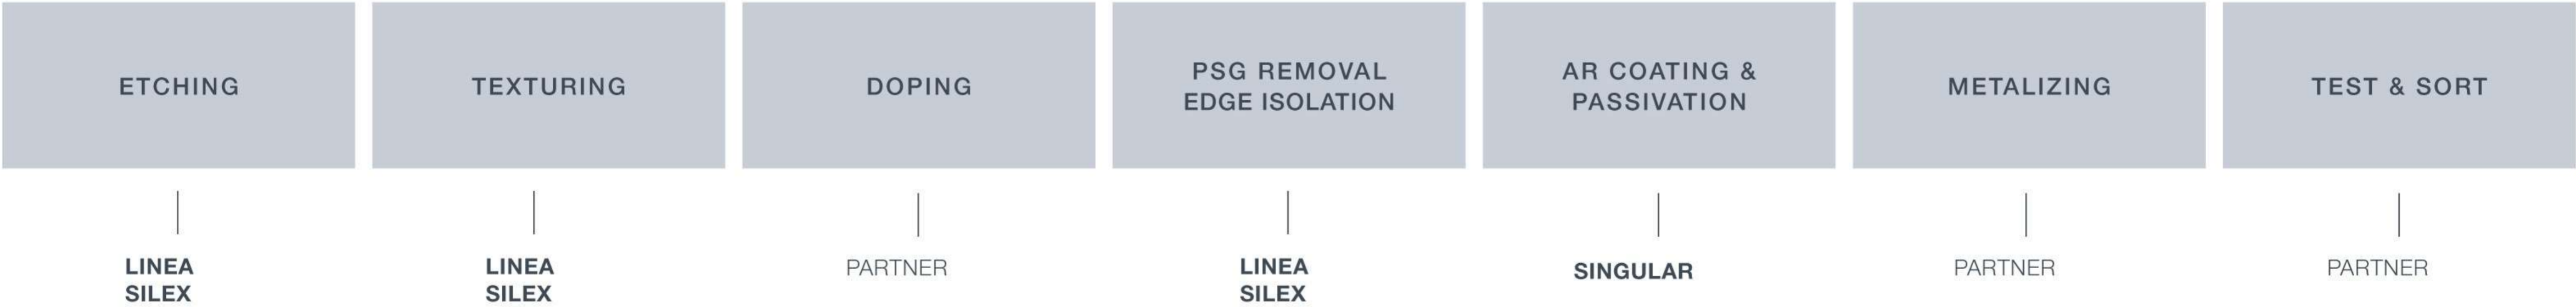 ETCHING
TEXTURING
DOPING
PSG REMOVAL
EDGE ISOLATION
AR COATING &
PASSIVATION
METALIZING
TEST & SORT
LINEA
SILEX
LINEA
SILEX
PARTNER
LINEA
SILEX
SINGULAR
PARTNER
PARTNER